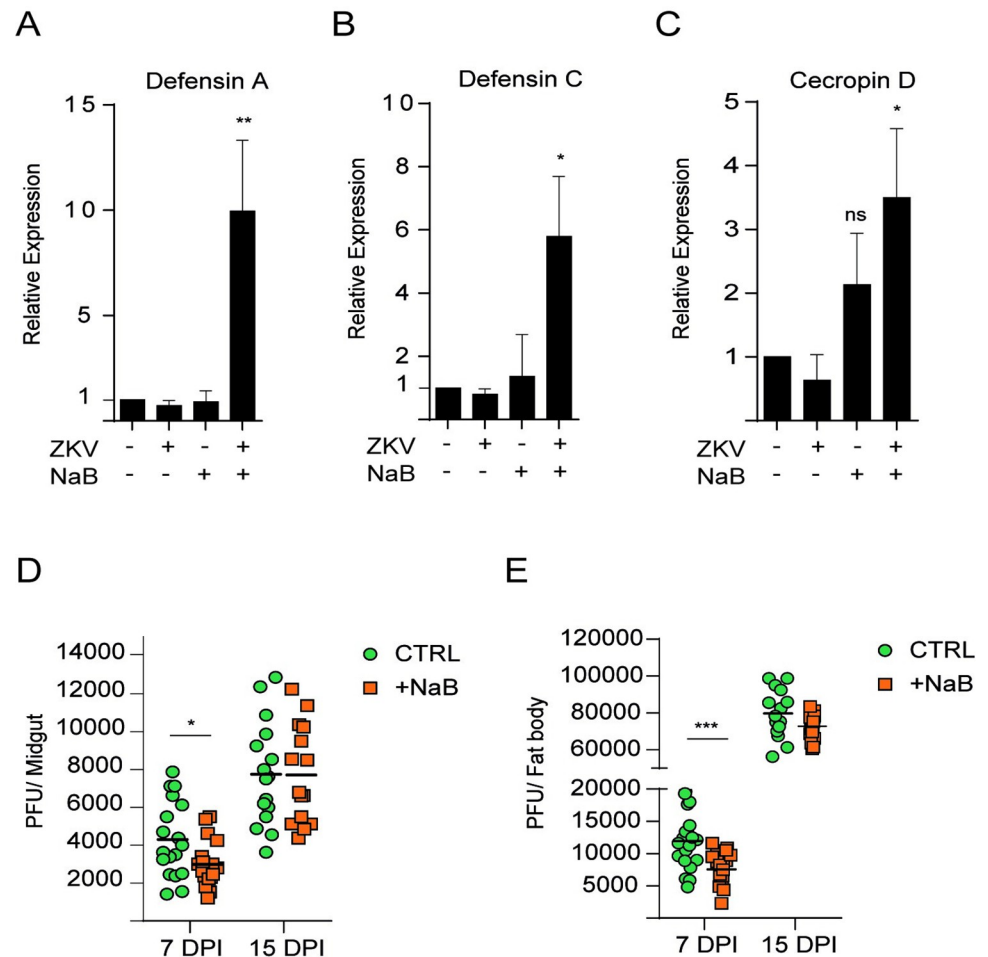 A
Defensin A
Relative Expression
15
10
5
1
**
ZKV - + - +
NaB - - + +
B
Defensin C
Relative Expression
10
8
6
4
2
1
*
ZKV - + - +
NaB - - + +
C
Cecropin D
Relative Expression
5
4
3
2
1
ns
*
ZKV - + - +
NaB - - + +
D
PFU/ Midgut
14000
12000
10000
8000
6000
4000
2000
*
CTRL
+NaB
7 DPI 15 DPI
E
PFU/ Fat body
120000
100000
80000
60000
20000
15000
10000
5000
***
CTRL
+NaB
7 DPI 15 DPI